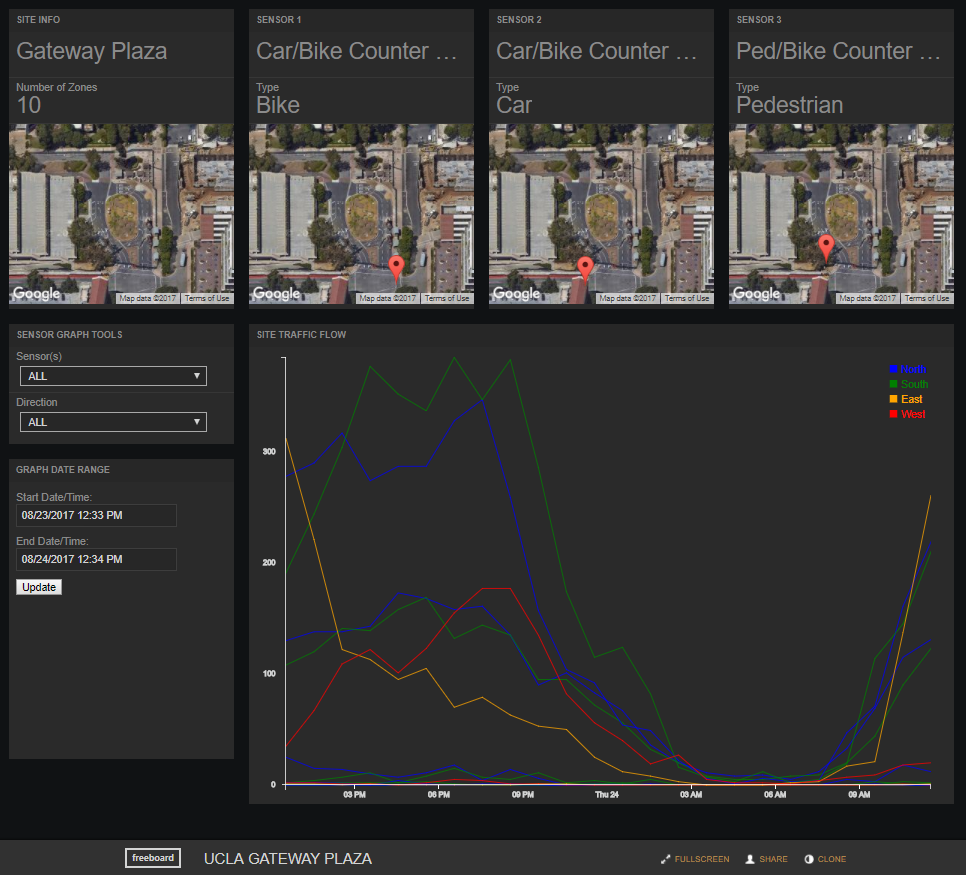 SITE INFO
Gateway Plaza
Number of Zones
10
Google
Map data ©2017
Terms of Use
SENSOR 1
Car/Bike Counter ...
Type
Bike
Google
Map data ©2017
Terms of Use
SENSOR 2
Car/Bike Counter ...
Type
Car
Google
Map data ©2017
Terms of Use
SENSOR 3
Ped/Bike Counter ...
Type
Pedestrian
Google
Map data ©2017
Terms of Use
SENSOR GRAPH TOOLS
Sensor(s)
ALL
Direction
ALL
GRAPH DATE RANGE
Start Date/Time:
08/23/2017 12:33 PM
End Date/Time:
08/24/2017 12:34 PM
Update
SITE TRAFFIC FLOW
North
South
East
West
300
200
100
0
03 PM
06 PM
09 PM
Thu 24
03 AM
06 AM
09 AM
freeboard
UCLA GATEWAY PLAZA
FULLSCREEN
SHARE
CLONE